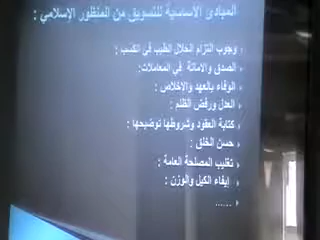 المبادئ الأساسية للتسويق من المنظور الإسلامي :
وجوب التزام الحلال الطيب في الكسب :
الصدق والامانة في المعاملات:
الوفاء بالعهد والإخلاص :
العدل ورفض الظلم :
كتابة العقود وشروطها توضيحها :
حسن الخلق :
تغليب المصلحة العامة :
إيفاء الكيل والوزن :
......